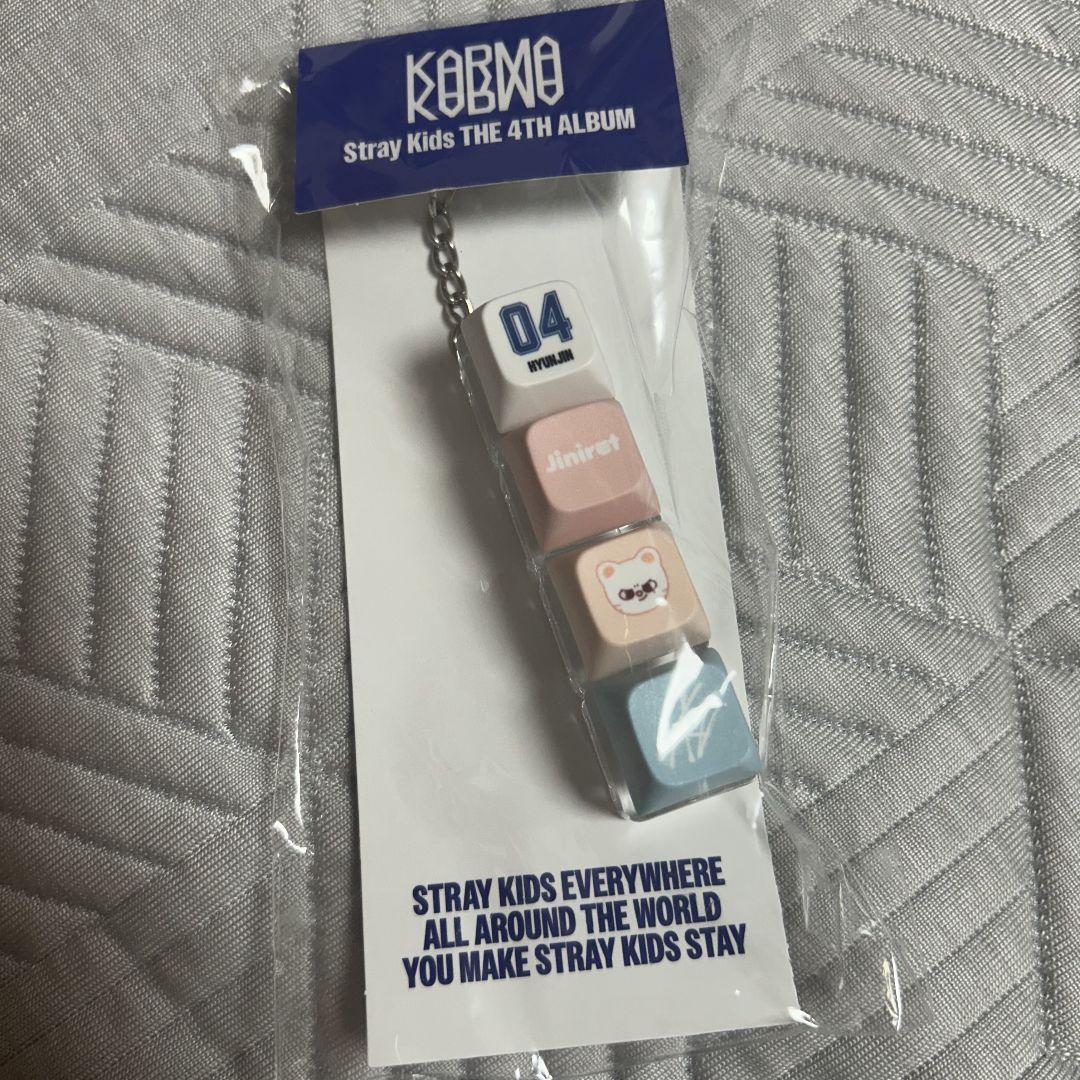 KARMA
Stray Kids THE 4TH ALBUM
04
HYUNJIN
Jiniret
STRAY KIDS EVERYWHERE
ALL AROUND THE WORLD
YOU MAKE STRAY KIDS STAY